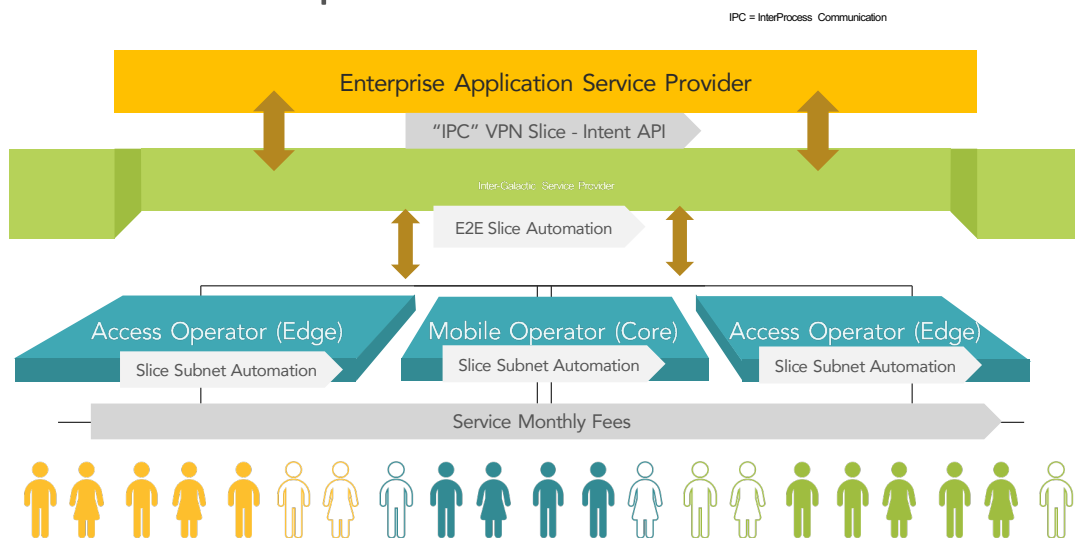 IPC = InterProcess Communication
Enterprise Application Service Provider
“IPC” VPN Slice - Intent API
Inter-Galactic Service Provider
E2E Slice Automation
Access Operator (Edge)
Mobile Operator (Core)
Access Operator (Edge)
Slice Subnet Automation
Slice Subnet Automation
Slice Subnet Automation
Service Monthly Fees